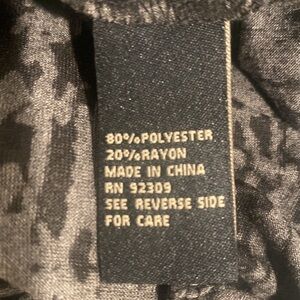 80%POLYESTER
20%RAYON
MADE IN CHINA
RN 92309
SEE REVERSE SIDE
FOR CARE